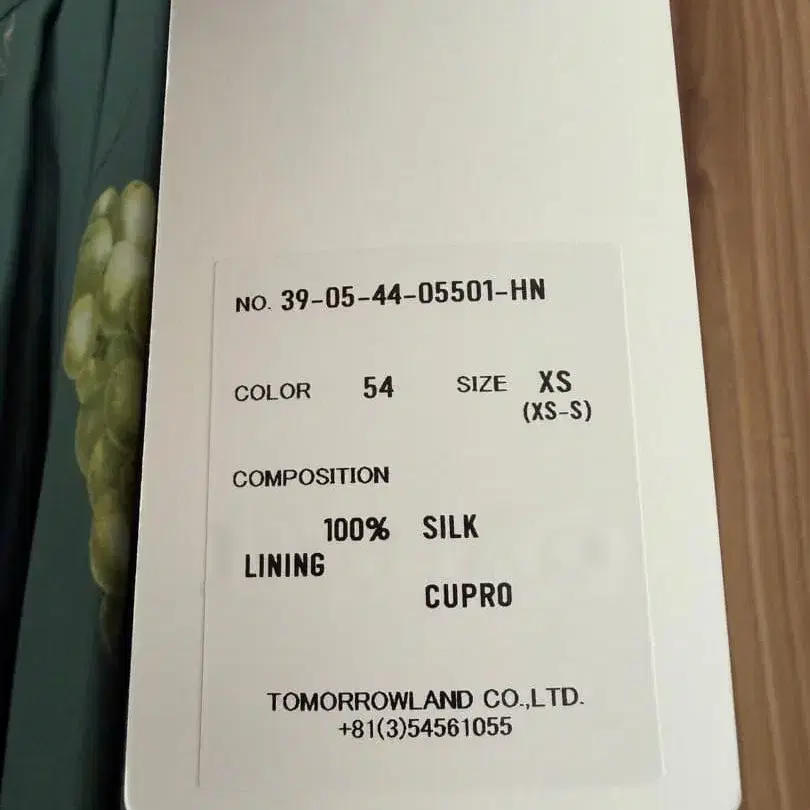 NO. 39-05-44-05501-HN
COLOR 54 SIZE XS
(XS-S)
COMPOSITION
100% SILK
LINING
CUPRO
TOMORROWLAND CO.,LTD.
+81(3)54561055